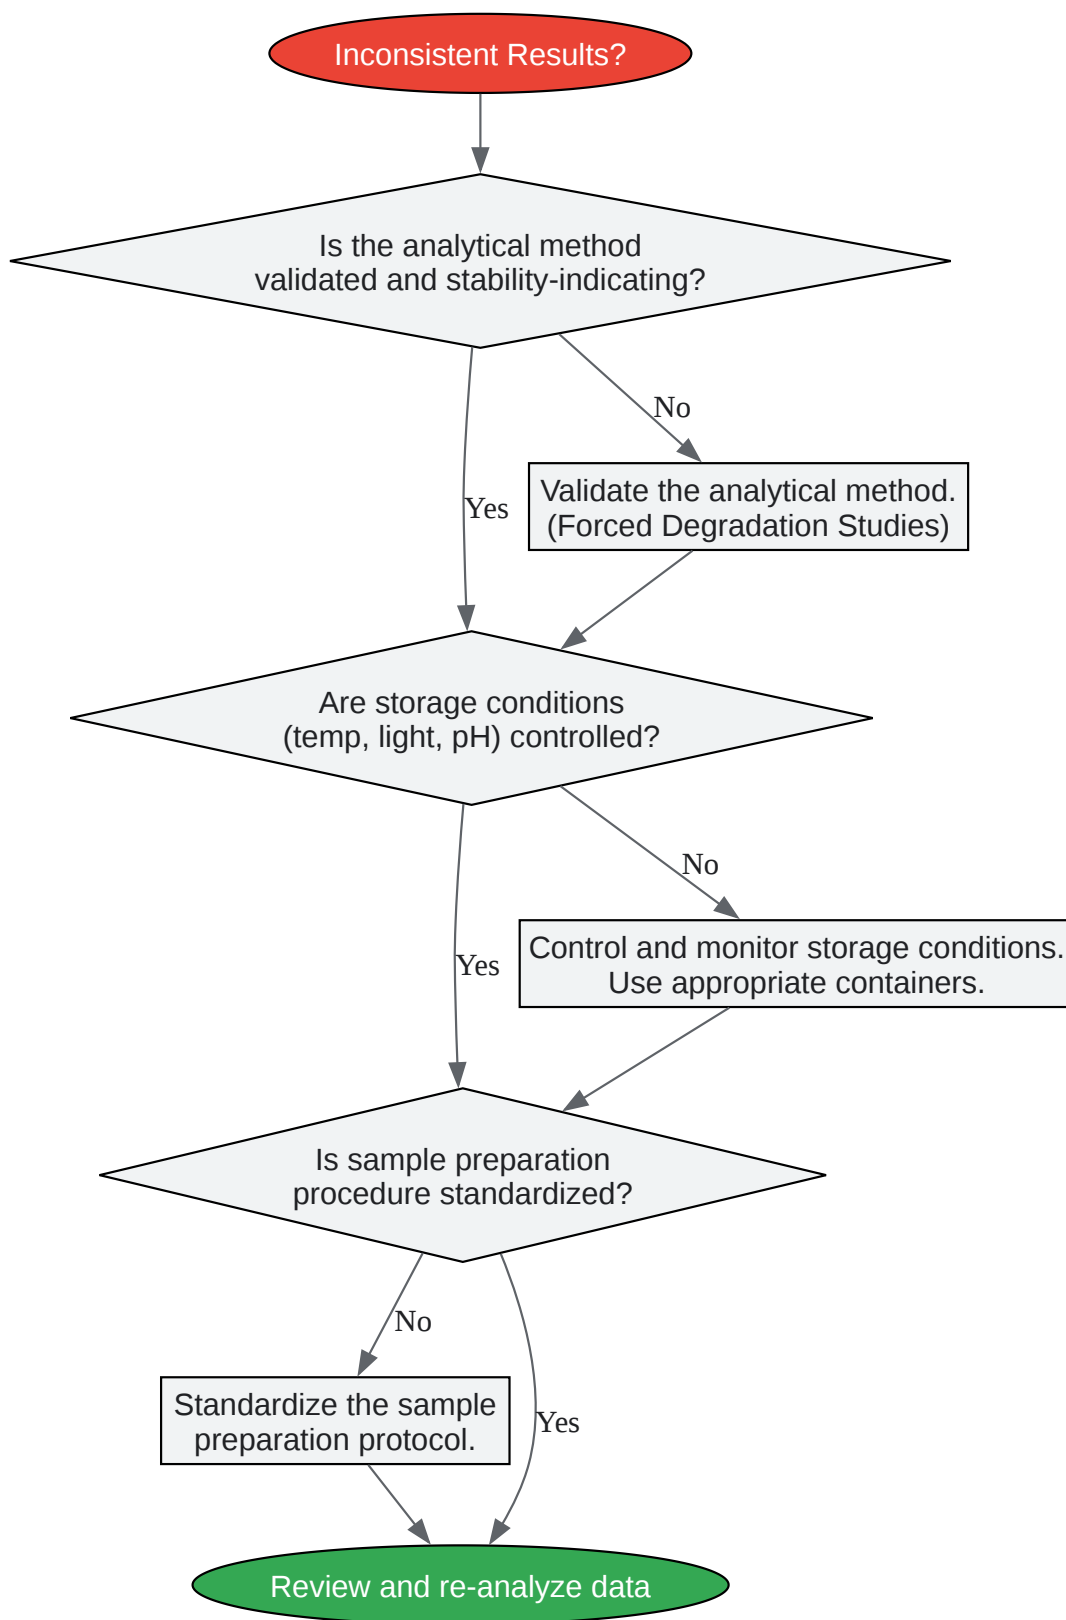 Inconsistent Results?
Is the analytical method
validated and stability-indicating?
No
Validate the analytical method.
(Forced Degradation Studies)
Yes
Are storage conditions
(temp, light, pH) controlled?
No
Control and monitor storage conditions.
Use appropriate containers.
Yes
Is sample preparation
procedure standardized?
No
Standardize the sample
preparation protocol.
Yes
Review and re-analyze data